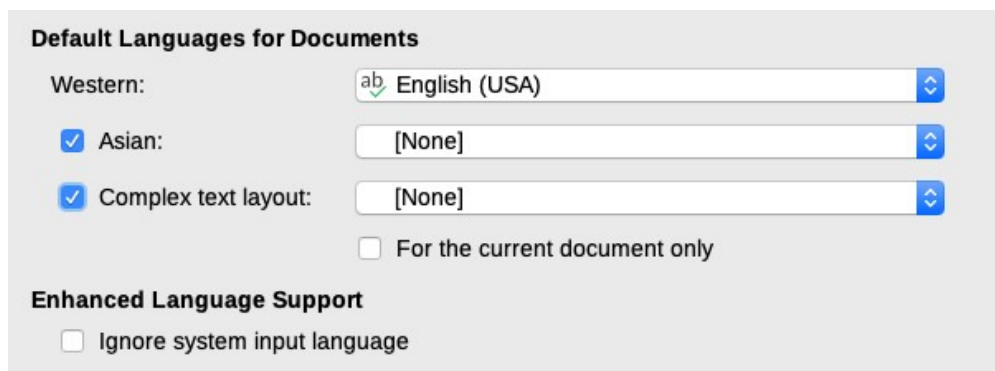 Default Languages for Documents
Western: ab English (USA)
Asian: [None]
Complex text layout: [None]
For the current document only
Enhanced Language Support
Ignore system input language